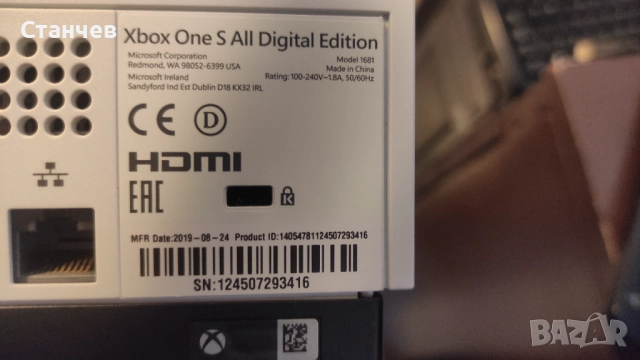 Станчев
Xbox One S All Digital Edition
Microsoft Corporation
Redmond, WA 98052-6399 USA
Microsoft Ireland
Sandyford Ind Est Dublin D18 KX32 IRL
Model 1681
Made in China
Rating: 100-240V~1.8A, 50/60Hz
CE D
HDMI
EAC
K
MFR Date:2019-08-24 Product ID:14054781124507293416
SN:124507293416
BAZAR
bg